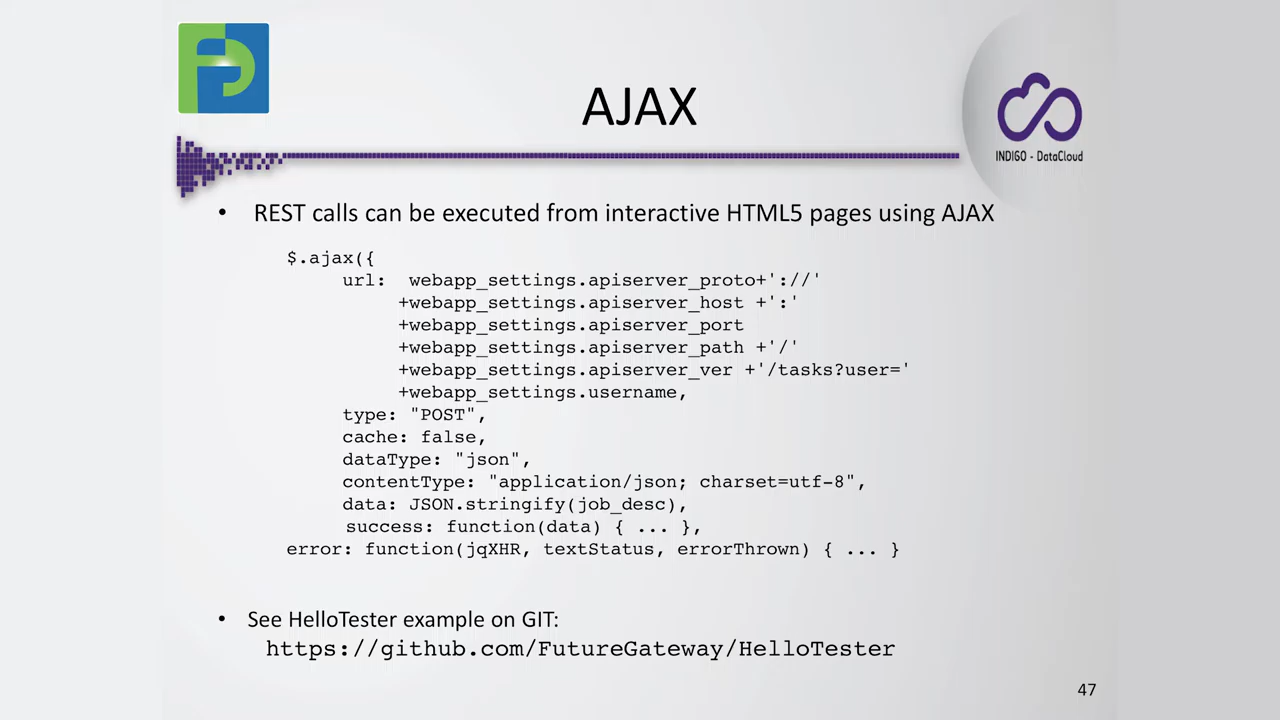 AJAX
INDIGO - DataCloud
• REST calls can be executed from interactive HTML5 pages using AJAX
$.ajax({
url: webapp_settings.apiserver_proto+'://'
+webapp_settings.apiserver_host +':'
+webapp_settings.apiserver_port
+webapp_settings.apiserver_path +'/'
+webapp_settings.apiserver_ver +'/tasks?user='
+webapp_settings.username,
type: "POST",
cache: false,
dataType: "json",
contentType: "application/json; charset=utf-8",
data: JSON.stringify(job_desc),
success: function(data) { ... },
error: function(jqXHR, textStatus, errorThrown) { ... }
• See HelloTester example on GIT:
https://github.com/FutureGateway/HelloTester
47